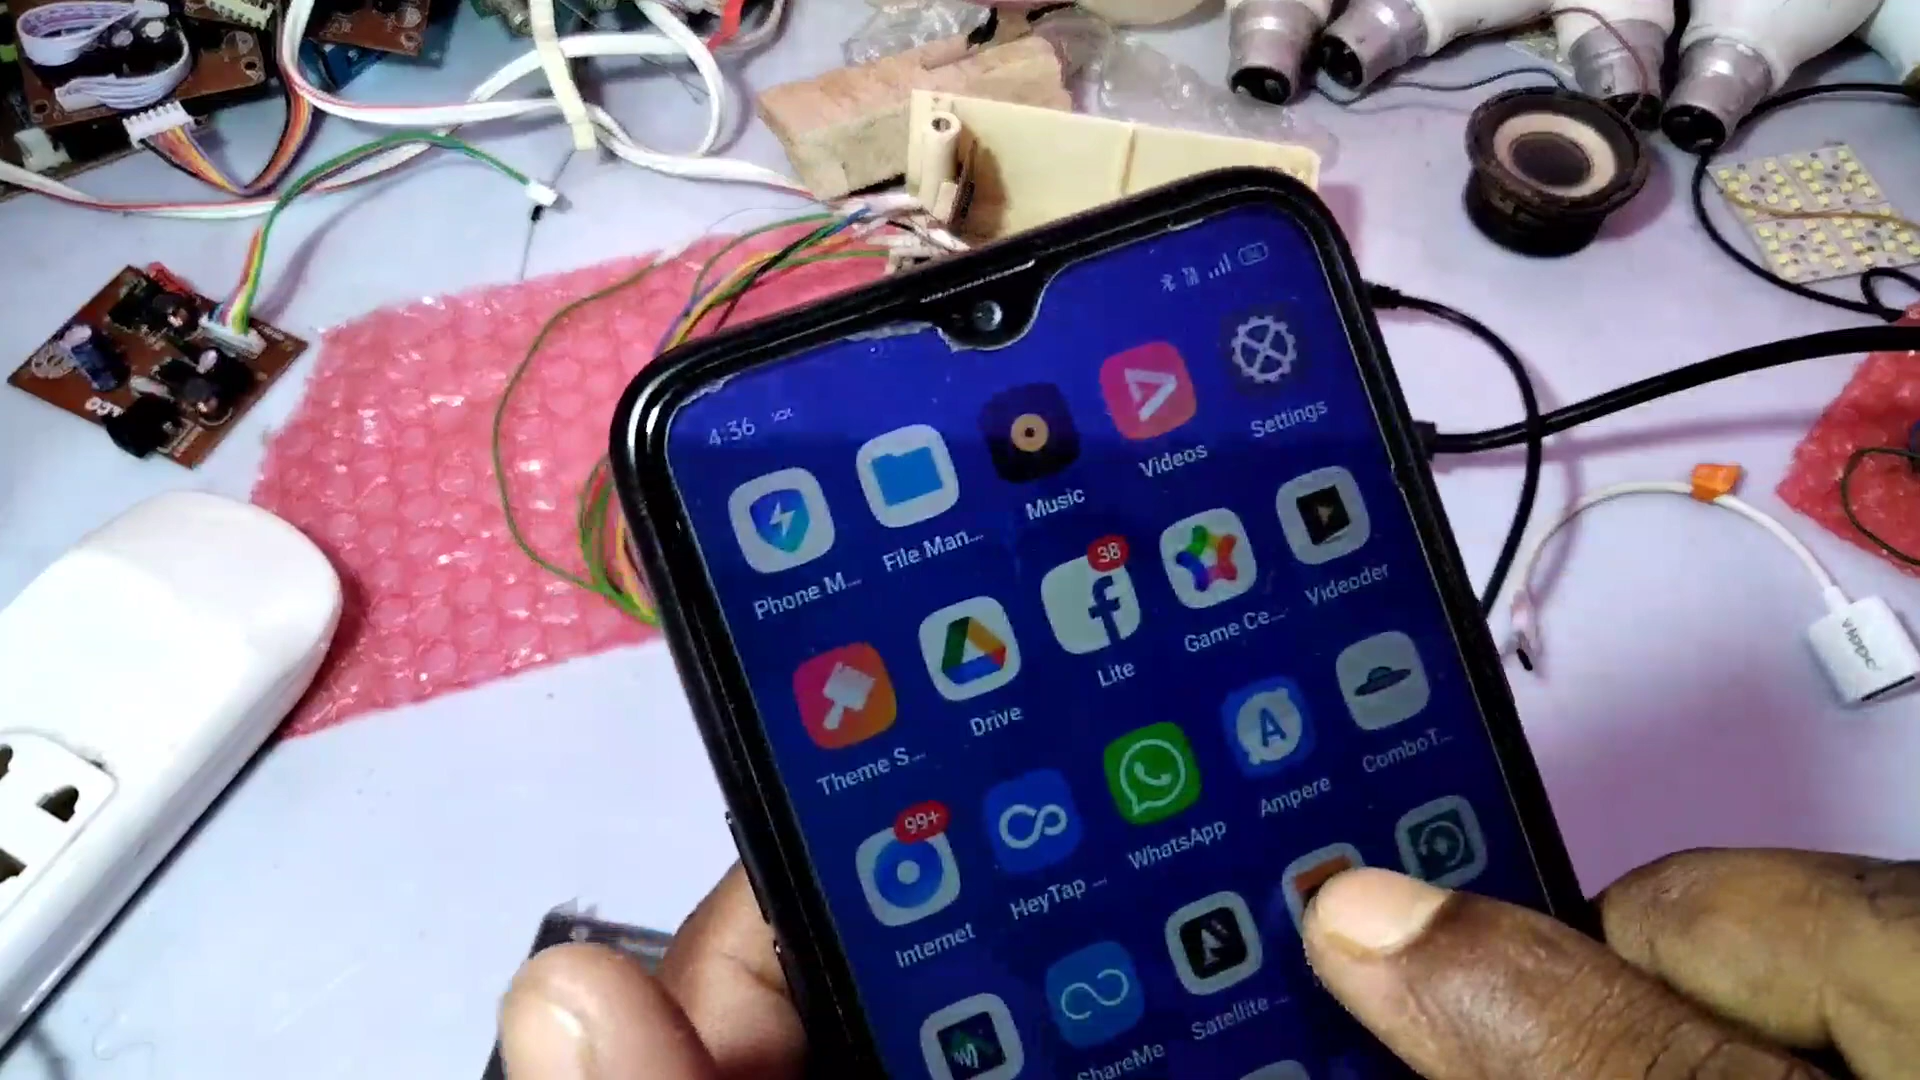 4:36
Phone M...
File Man...
Music
Videos
Settings
Theme S...
Drive
38
Lite
Game Ce...
Videoder
99+
Internet
HeyTap ...
WhatsApp
A
Ampere
ComboT...
ShareMe
Satellite ...